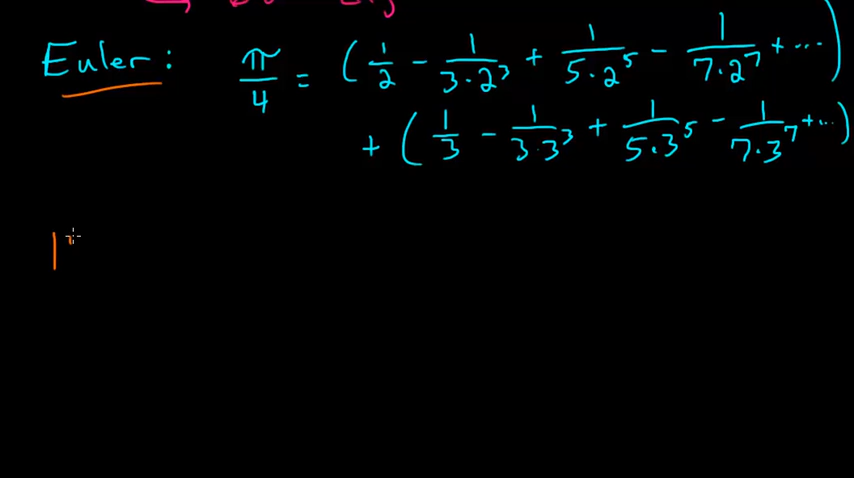 Euler: π/4 = (1/2 - 1/(3·2³) + 1/(5·2⁵) - 1/(7·2⁷) + ...)
+ (1/3 - 1/(3·3³) + 1/(5·3⁵) - 1/(7·3⁷) + ...)